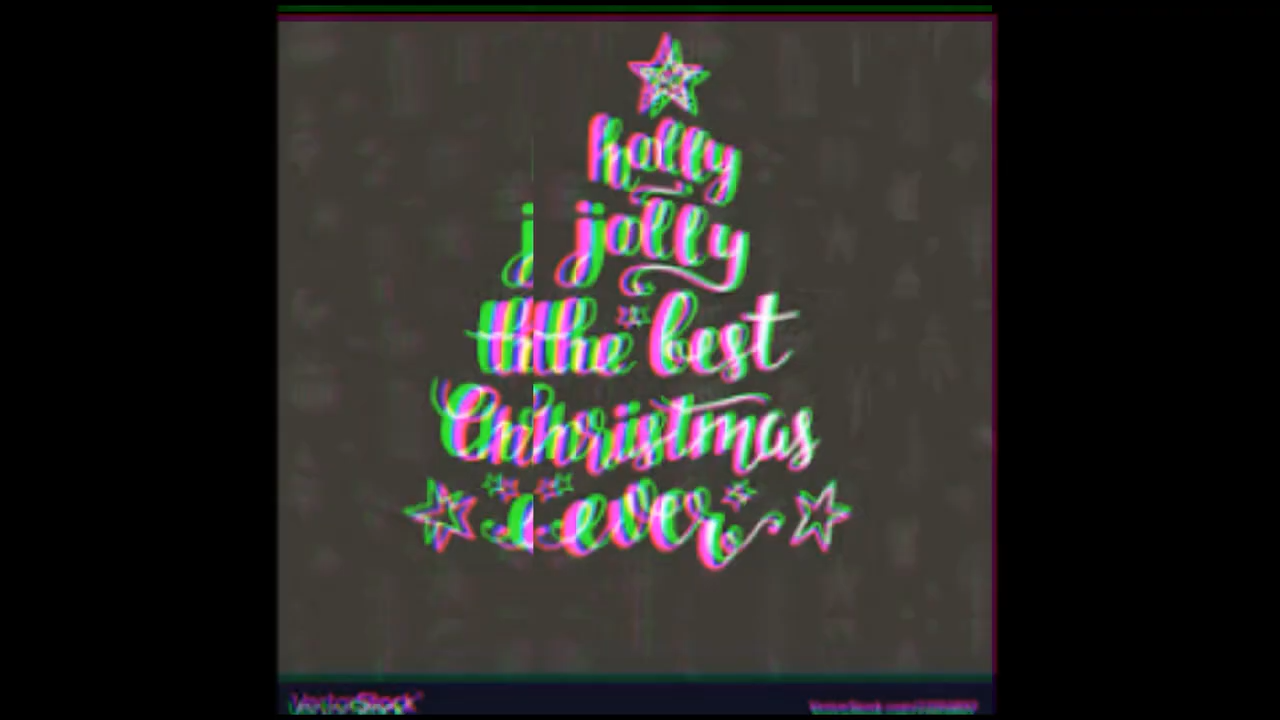 holly
jolly
the best
Christmas
ever
VectorStock®